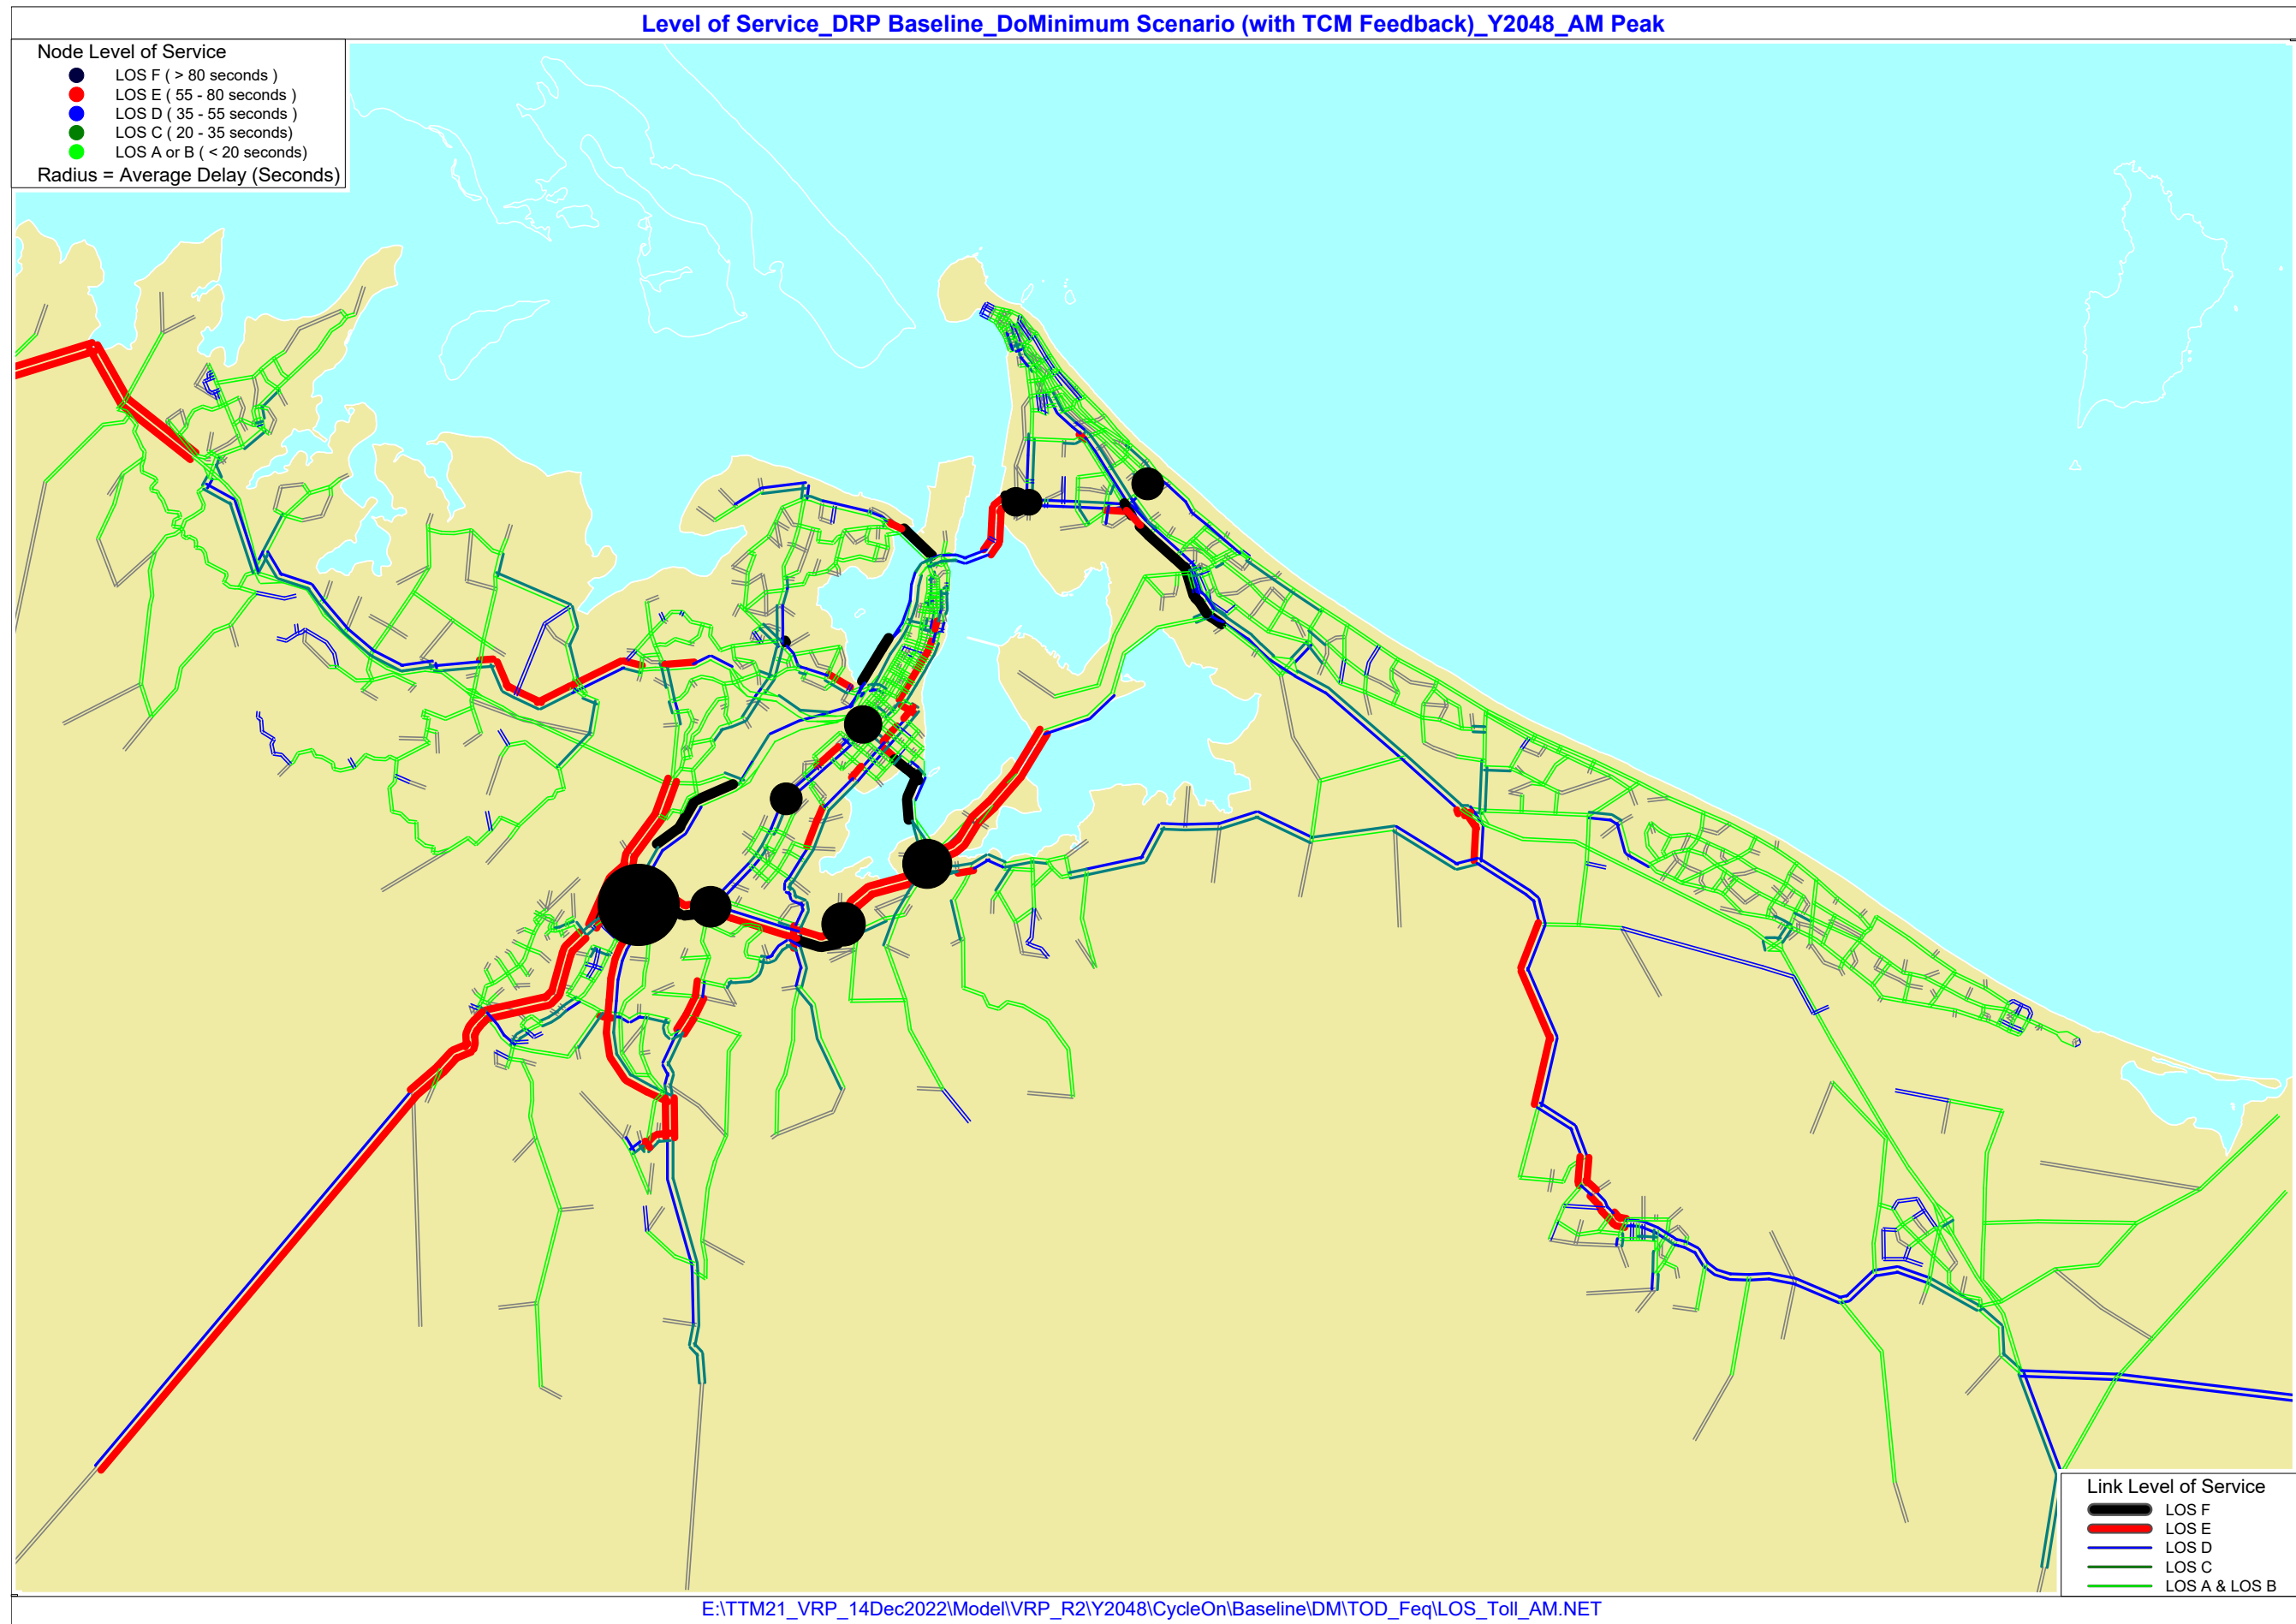 Level of Service_DRP Baseline_DoMinimum Scenario (with TCM Feedback)_Y2048_AM Peak
Node Level of Service
LOS F ( > 80 seconds )
LOS E ( 55 - 80 seconds )
LOS D ( 35 - 55 seconds )
LOS C ( 20 - 35 seconds)
LOS A or B ( < 20 seconds)
Radius = Average Delay (Seconds)
Link Level of Service
LOS F
LOS E
LOS D
LOS C
LOS A & LOS B
E:\TTM21_VRP_14Dec2022\Model\VRP_R2\Y2048\CycleOn\Baseline\DM\TOD_Feq\LOS_Toll_AM.NET